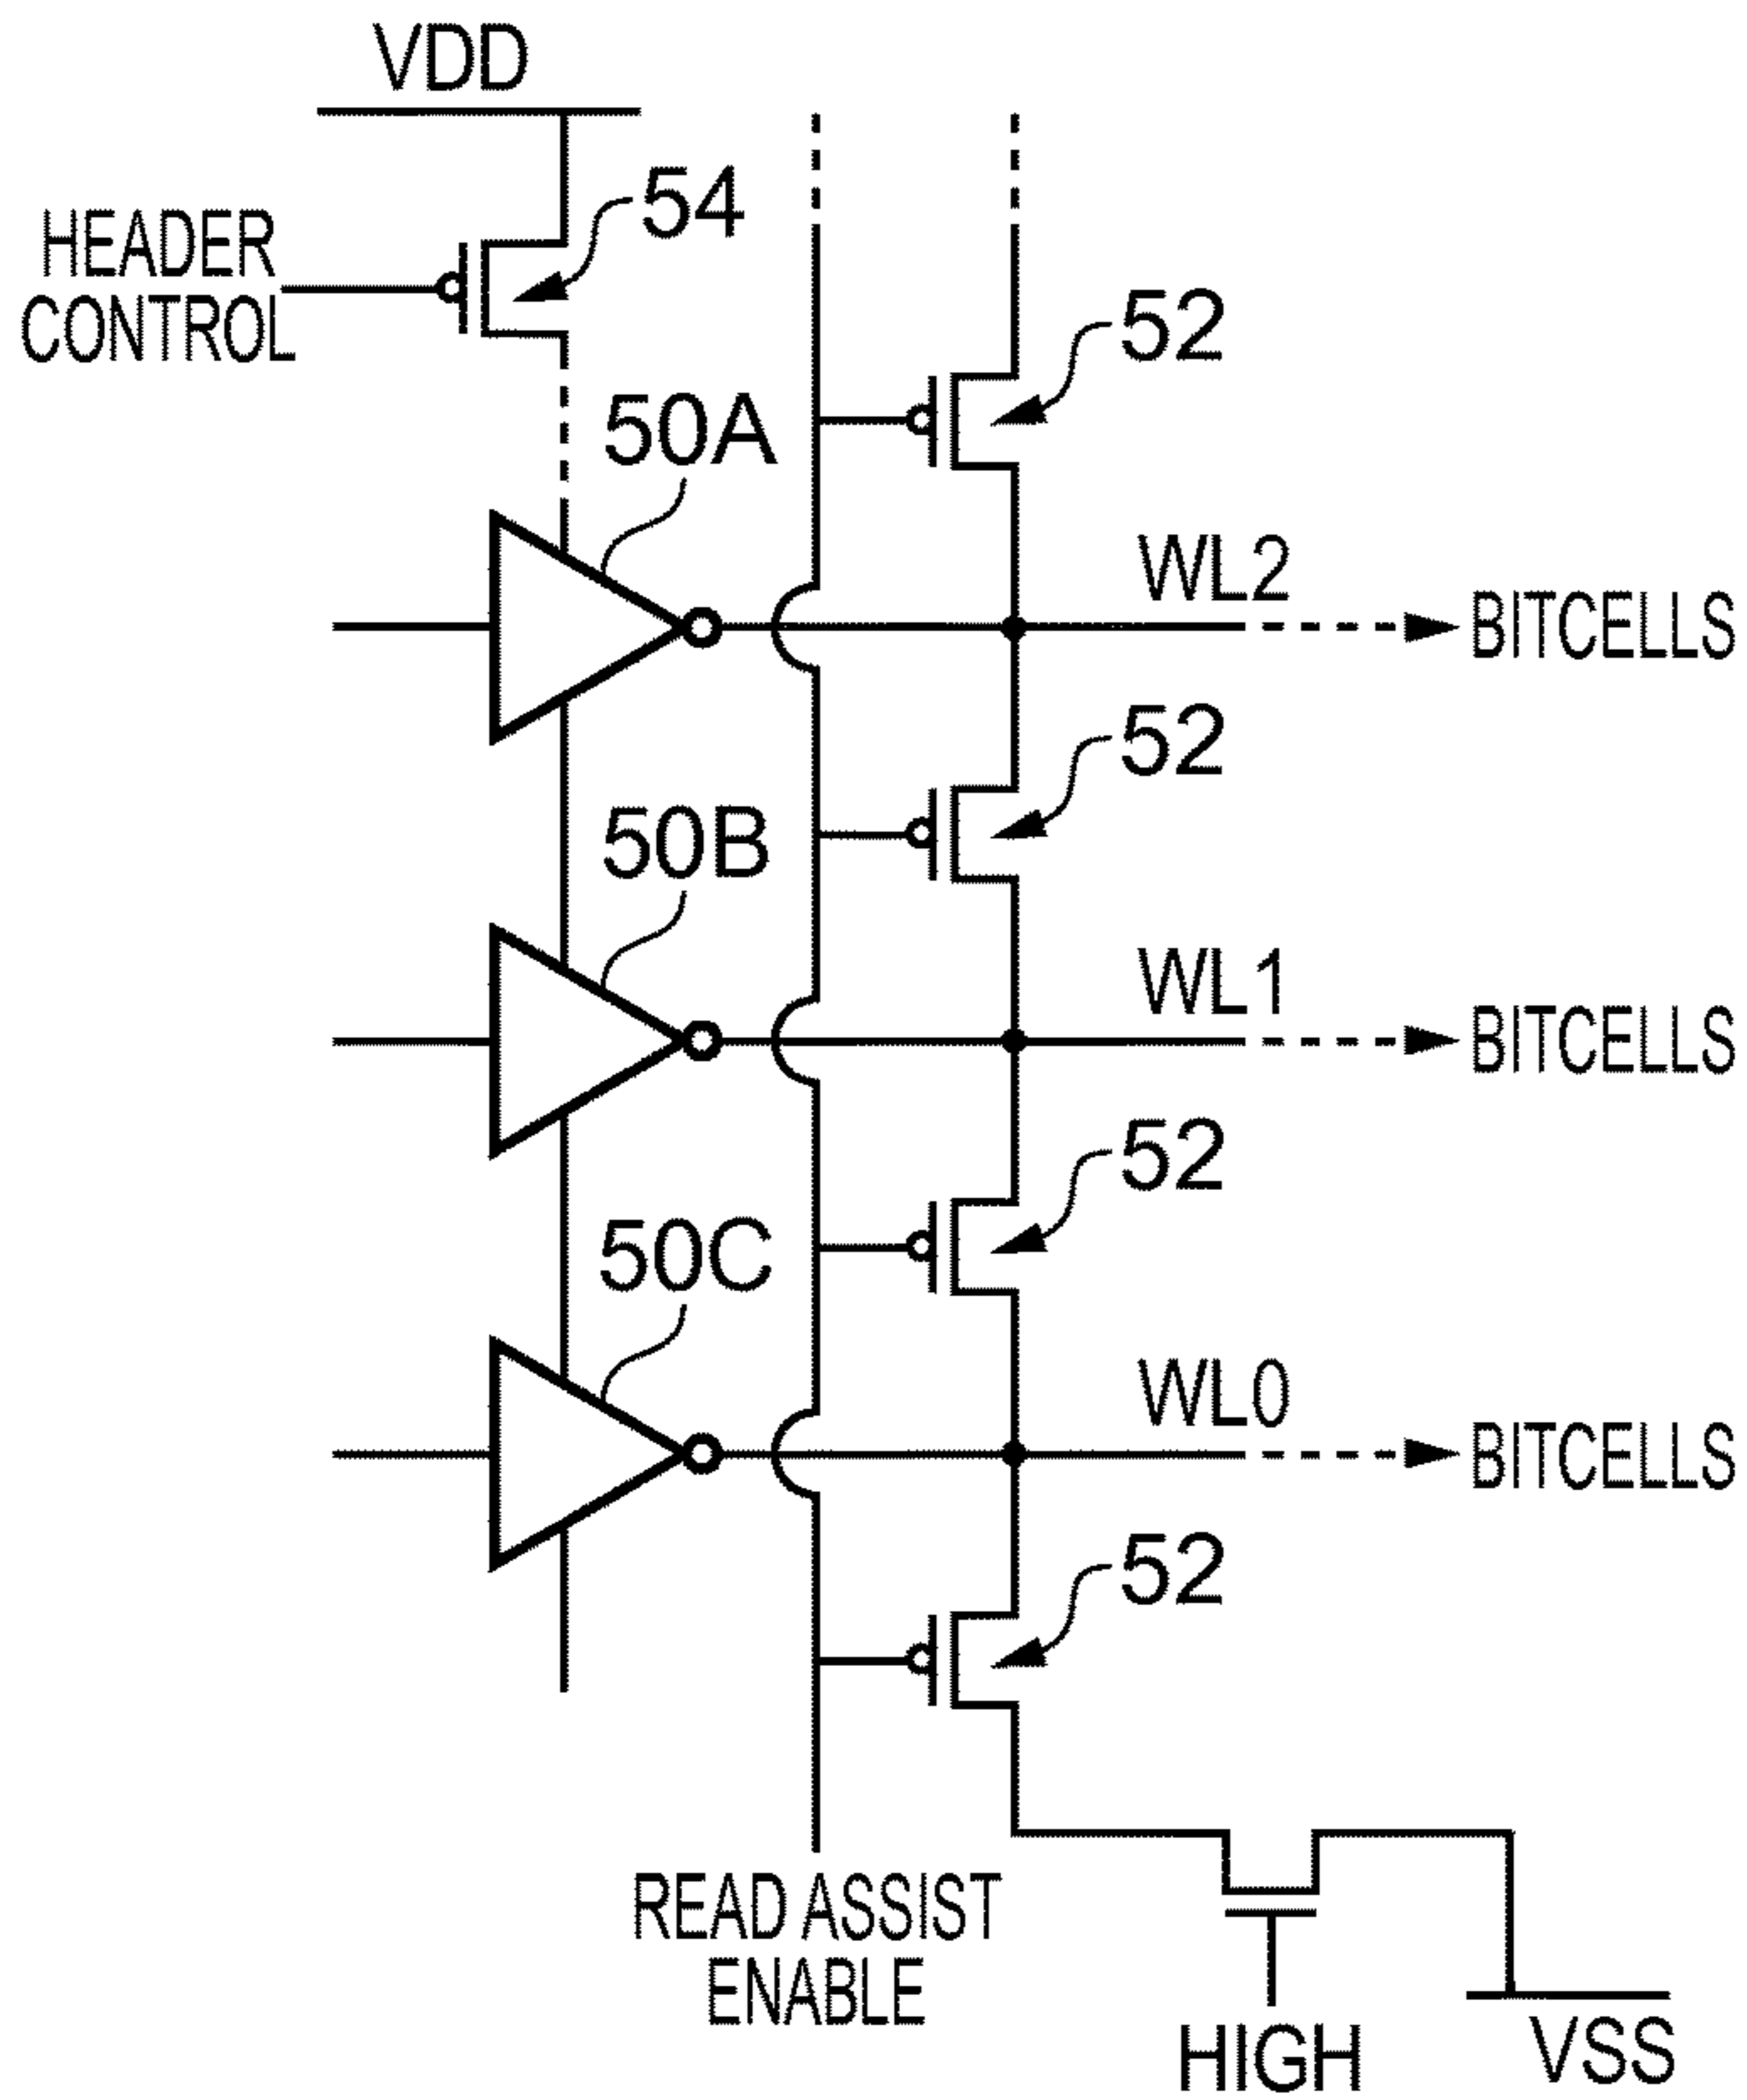 VDD
54
HEADER
CONTROL
52
50A
WL2
BITCELLS
52
50B
WL1
BITCELLS
52
50C
WL0
BITCELLS
52
READ ASSIST
ENABLE
HIGH
VSS